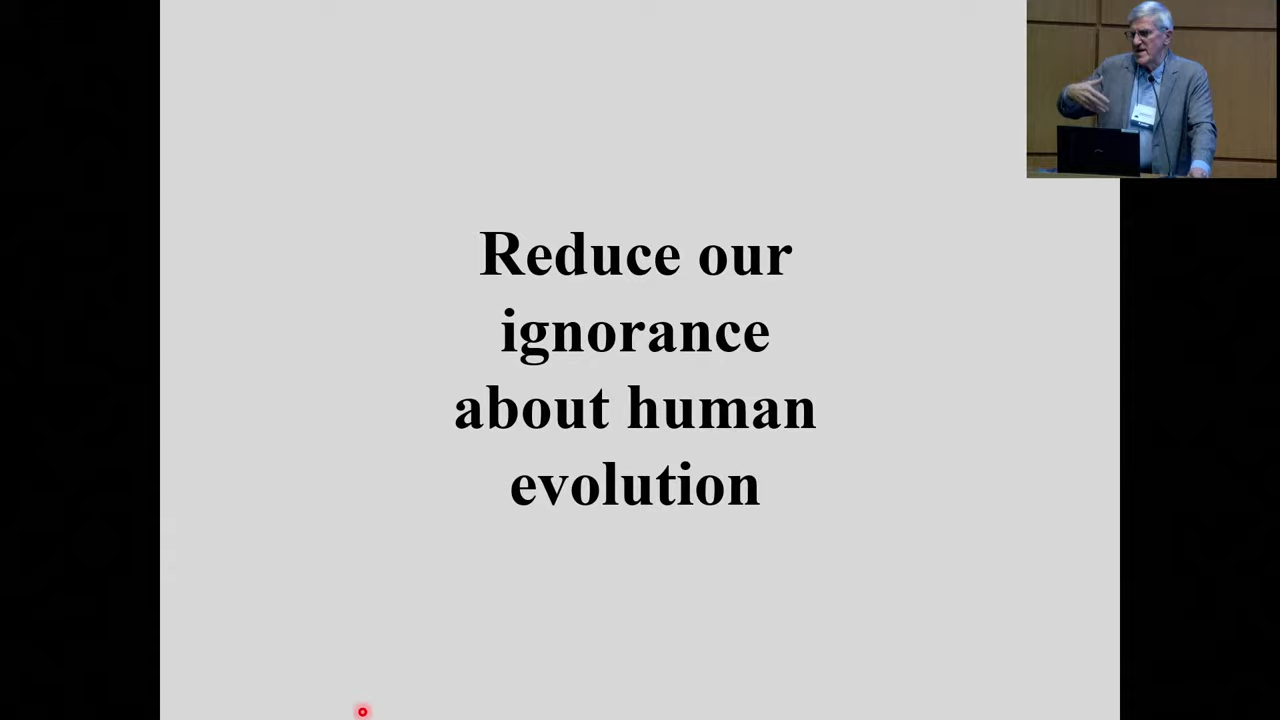 Reduce our
ignorance
about human
evolution